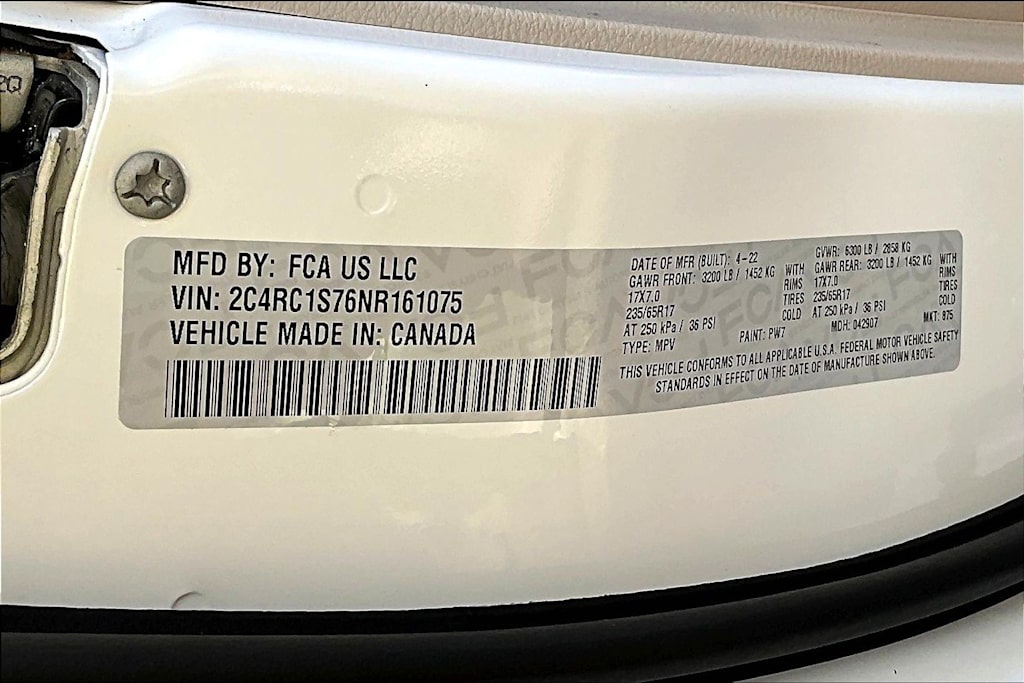 MFD BY: FCA US LLC
VIN: 2C4RC1S76NR161075
VEHICLE MADE IN: CANADA
DATE OF MFR (BUILT): 4-22
GAWR FRONT: 3200 LB / 1452 KG WITH
17X7.0 RIMS
235/65R17 TIRES
AT 250 kPa / 36 PSI COLD
TYPE: MPV
PAINT: PW7
GVWR: 6300 LB / 2858 KG
GAWR REAR: 3200 LB / 1452 KG WITH
17X7.0 RIMS
235/65R17 TIRES
AT 250 kPa / 36 PSI COLD
MDH: 042907 MKT: 875
THIS VEHICLE CONFORMS TO ALL APPLICABLE U.S.A. FEDERAL MOTOR VEHICLE SAFETY
STANDARDS IN EFFECT ON THE DATE OF MANUFACTURE SHOWN ABOVE.